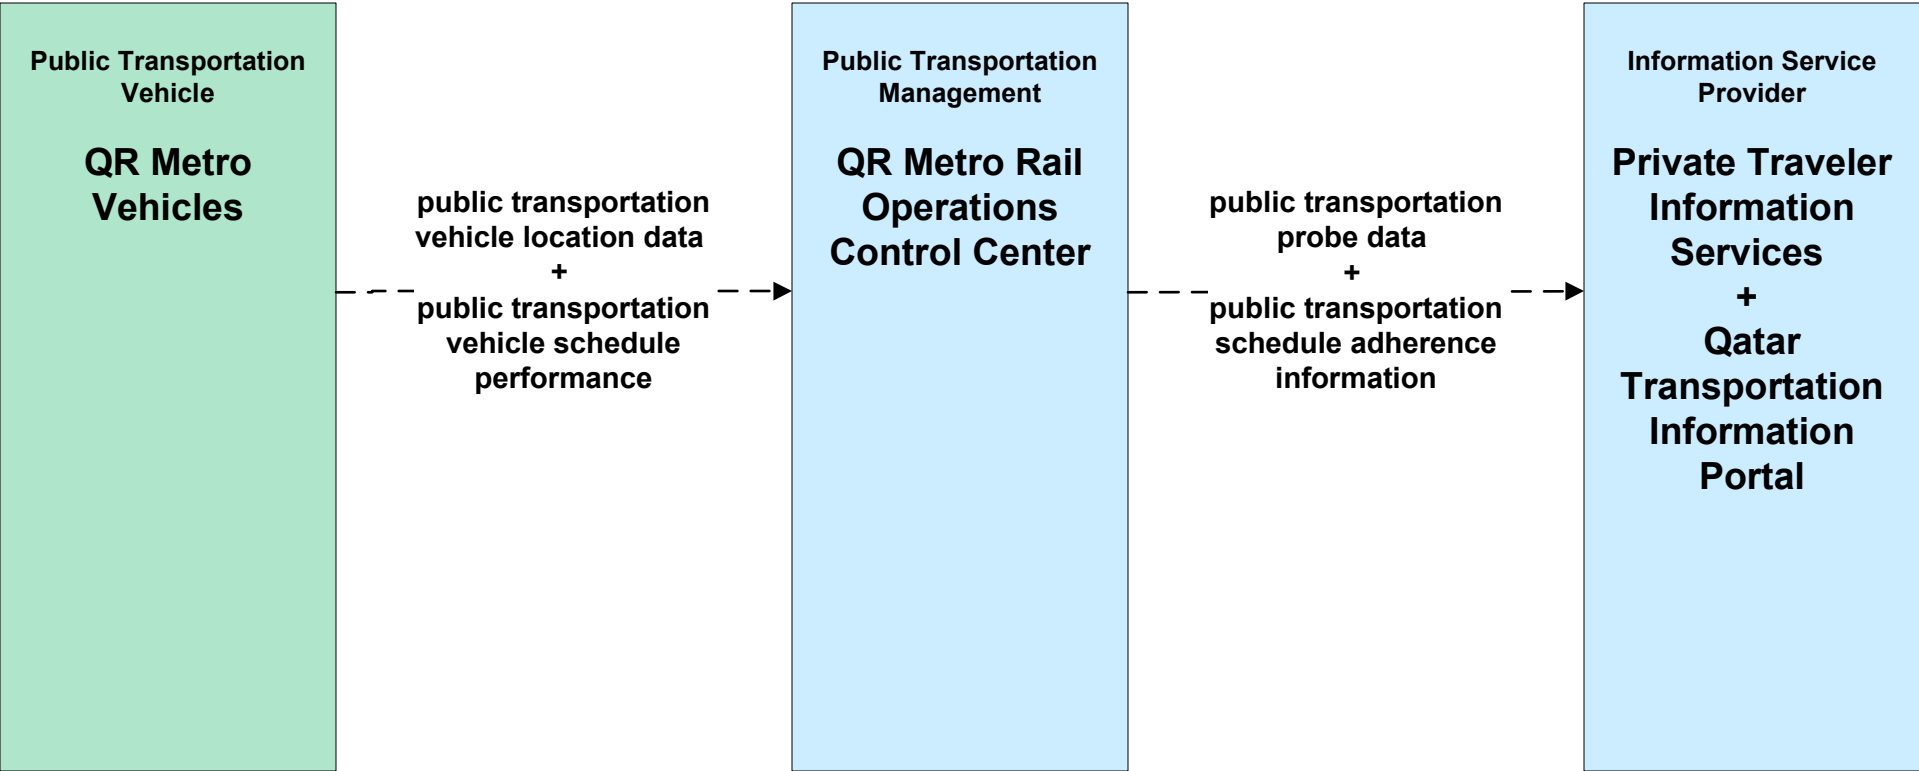 Public Transportation
Vehicle
QR Metro
Vehicles
public transportation
vehicle location data
+
public transportation
vehicle schedule
performance
Public Transportation
Management
QR Metro Rail
Operations
Control Center
public transportation
probe data
+
public transportation
schedule adherence
information
Information Service
Provider
Private Traveler
Information
Services
+
Qatar
Transportation
Information
Portal